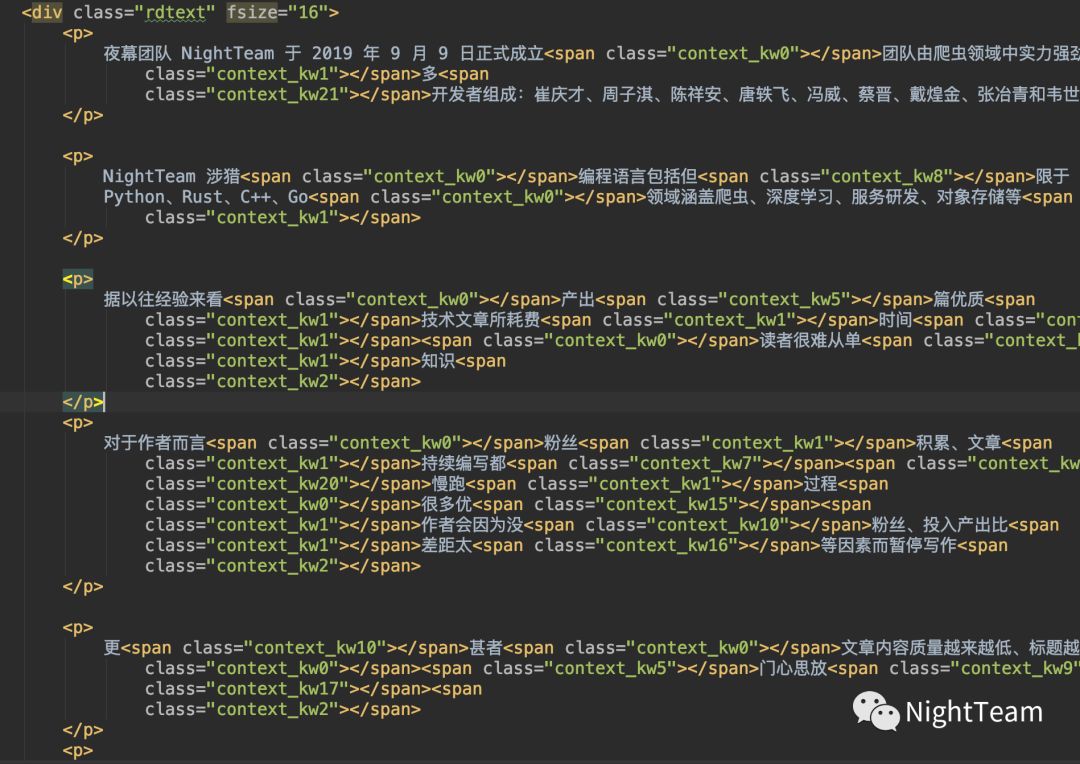 <div class="rdtext" fsize="16">
<p>
夜幕团队 NightTeam 于 2019 年 9 月 9 日正式成立<span class="context_kw0"></span>团队由爬虫领域中实力强劲
class="context_kw1"></span>多<span
class="context_kw21"></span>开发者组成：崔庆才、周子淇、陈祥安、唐轶飞、冯威、蔡晋、戴煌金、张冶青和韦世
</p>
<p>
NightTeam 涉猎<span class="context_kw0"></span>编程语言包括但<span class="context_kw8"></span>限于
Python、Rust、C++、Go<span class="context_kw0"></span>领域涵盖爬虫、深度学习、服务研发、对象存储等<span
class="context_kw1"></span>
</p>
<p>
据以往经验来看<span class="context_kw0"></span>产出<span class="context_kw5"></span>篇优质<span
class="context_kw1"></span>技术文章所耗费<span class="context_kw1"></span>时间<span class="cont
class="context_kw1"></span><span class="context_kw0"></span>读者很难从单<span class="context_k
class="context_kw1"></span>知识<span
class="context_kw2"></span>
</p>
<p>
对于作者而言<span class="context_kw0"></span>粉丝<span class="context_kw1"></span>积累、文章<span
class="context_kw1"></span>持续编写都<span class="context_kw7"></span><span class="context_kw
class="context_kw20"></span>慢跑<span class="context_kw1"></span>过程<span
class="context_kw0"></span>很多优<span class="context_kw15"></span><span
class="context_kw1"></span>作者会因为没<span class="context_kw10"></span>粉丝、投入产出比<span
class="context_kw1"></span>差距太<span class="context_kw16"></span>等因素而暂停写作<span
class="context_kw2"></span>
</p>
<p>
更<span class="context_kw10"></span>甚者<span class="context_kw0"></span>文章内容质量越来越低、标题越
class="context_kw0"></span><span class="context_kw5"></span>门心思放<span class="context_kw9"
class="context_kw17"></span><span
class="context_kw2"></span>
</p>
<p>
NightTeam